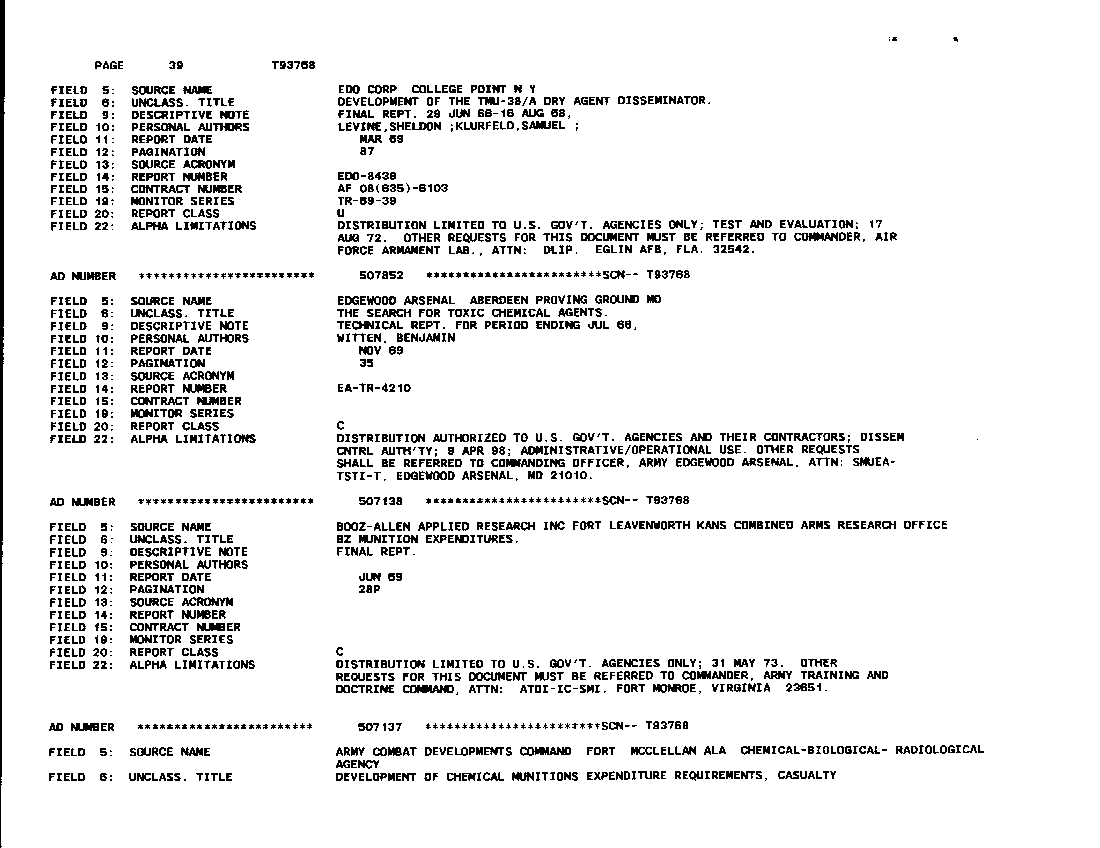 PAGE 39 T93768
FIELD 5: SOURCE NAME EDO CORP COLLEGE POINT N Y
FIELD 6: UNCLASS. TITLE DEVELOPMENT OF THE TMU-38/A DRY AGENT DISSEMINATOR.
FIELD 9: DESCRIPTIVE NOTE FINAL REPT. 29 JUN 66-16 AUG 68,
FIELD 10: PERSONAL AUTHORS LEVINE,SHELDON ;KLURFELD,SAMUEL ;
FIELD 11: REPORT DATE MAR 69
FIELD 12: PAGINATION 87
FIELD 13: SOURCE ACRONYM
FIELD 14: REPORT NUMBER EDO-8438
FIELD 15: CONTRACT NUMBER AF 08(635)-6103
FIELD 19: MONITOR SERIES TR-69-39
FIELD 20: REPORT CLASS U
FIELD 22: ALPHA LIMITATIONS DISTRIBUTION LIMITED TO U.S. GOV'T. AGENCIES ONLY; TEST AND EVALUATION; 17
AUG 72. OTHER REQUESTS FOR THIS DOCUMENT MUST BE REFERRED TO COMMANDER, AIR
FORCE ARMAMENT LAB., ATTN: DLIP. EGLIN AFB, FLA. 32542.
AD NUMBER ************************ 507852 ************************SCN-- T93768
FIELD 5: SOURCE NAME EDGEWOOD ARSENAL ABERDEEN PROVING GROUND MD
FIELD 6: UNCLASS. TITLE THE SEARCH FOR TOXIC CHEMICAL AGENTS.
FIELD 9: DESCRIPTIVE NOTE TECHNICAL REPT. FOR PERIOD ENDING JUL 66,
FIELD 10: PERSONAL AUTHORS WITTEN, BENJAMIN
FIELD 11: REPORT DATE NOV 69
FIELD 12: PAGINATION 35
FIELD 13: SOURCE ACRONYM
FIELD 14: REPORT NUMBER EA-TR-4210
FIELD 15: CONTRACT NUMBER
FIELD 19: MONITOR SERIES
FIELD 20: REPORT CLASS C
FIELD 22: ALPHA LIMITATIONS DISTRIBUTION AUTHORIZED TO U.S. GOV'T. AGENCIES AND THEIR CONTRACTORS; DISSEM
CNTRL AUTH'TY; 9 APR 98; ADMINISTRATIVE/OPERATIONAL USE. OTHER REQUESTS
SHALL BE REFERRED TO COMMANDING OFFICER, ARMY EDGEWOOD ARSENAL, ATTN: SMUEA-
TSTI-T, EDGEWOOD ARSENAL, MD 21010.
AD NUMBER ************************ 507138 ************************SCN-- T93768
FIELD 5: SOURCE NAME BOOZ-ALLEN APPLIED RESEARCH INC FORT LEAVENWORTH KANS COMBINED ARMS RESEARCH OFFICE
FIELD 6: UNCLASS. TITLE BZ MUNITION EXPENDITURES.
FIELD 9: DESCRIPTIVE NOTE FINAL REPT.
FIELD 10: PERSONAL AUTHORS
FIELD 11: REPORT DATE JUN 69
FIELD 12: PAGINATION 28P
FIELD 13: SOURCE ACRONYM
FIELD 14: REPORT NUMBER
FIELD 15: CONTRACT NUMBER
FIELD 19: MONITOR SERIES
FIELD 20: REPORT CLASS C
FIELD 22: ALPHA LIMITATIONS DISTRIBUTION LIMITED TO U.S. GOV'T. AGENCIES ONLY; 31 MAY 73. OTHER
REQUESTS FOR THIS DOCUMENT MUST BE REFERRED TO COMMANDER, ARMY TRAINING AND
DOCTRINE COMMAND, ATTN: ATDI-IC-SMI. FORT MONROE, VIRGINIA 23651.
AD NUMBER ************************ 507137 ************************SCN-- T93768
FIELD 5: SOURCE NAME ARMY COMBAT DEVELOPMENTS COMMAND FORT MCCLELLAN ALA CHEMICAL-BIOLOGICAL- RADIOLOGICAL
AGENCY
FIELD 6: UNCLASS. TITLE DEVELOPMENT OF CHEMICAL MUNITIONS EXPENDITURE REQUIREMENTS, CASUALTY